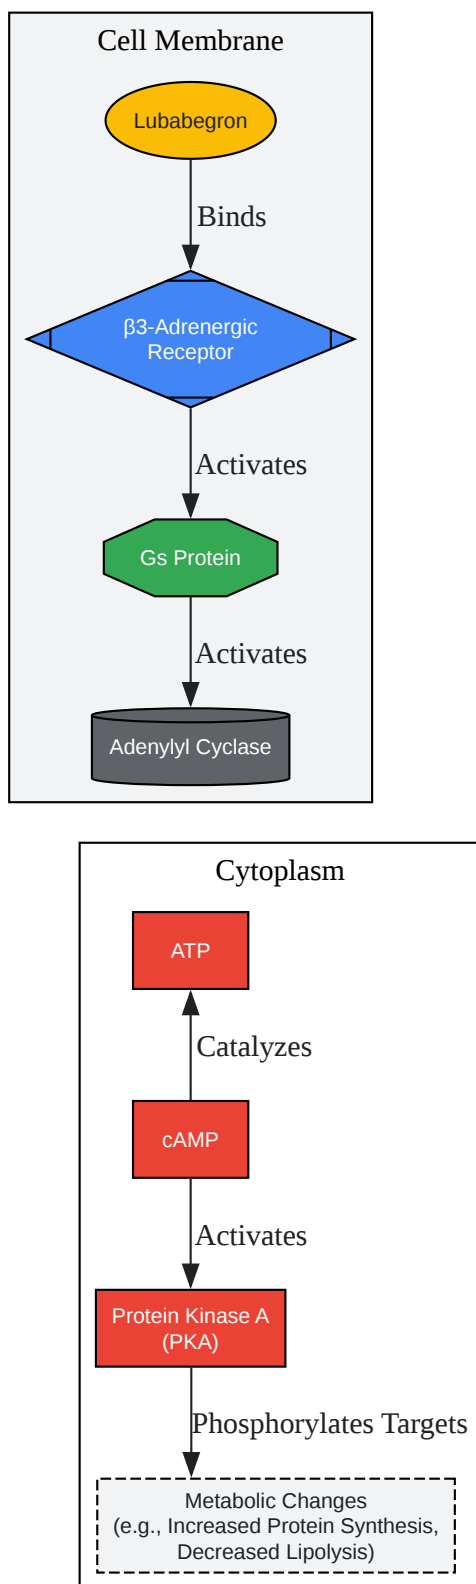 Cell Membrane
Lubabegron
Binds
β3-Adrenergic
Receptor
Activates
Gs Protein
Activates
Adenylyl Cyclase
Cytoplasm
ATP
Catalyzes
cAMP
Activates
Protein Kinase A
(PKA)
Phosphorylates Targets
Metabolic Changes
(e.g., Increased Protein Synthesis,
Decreased Lipolysis)